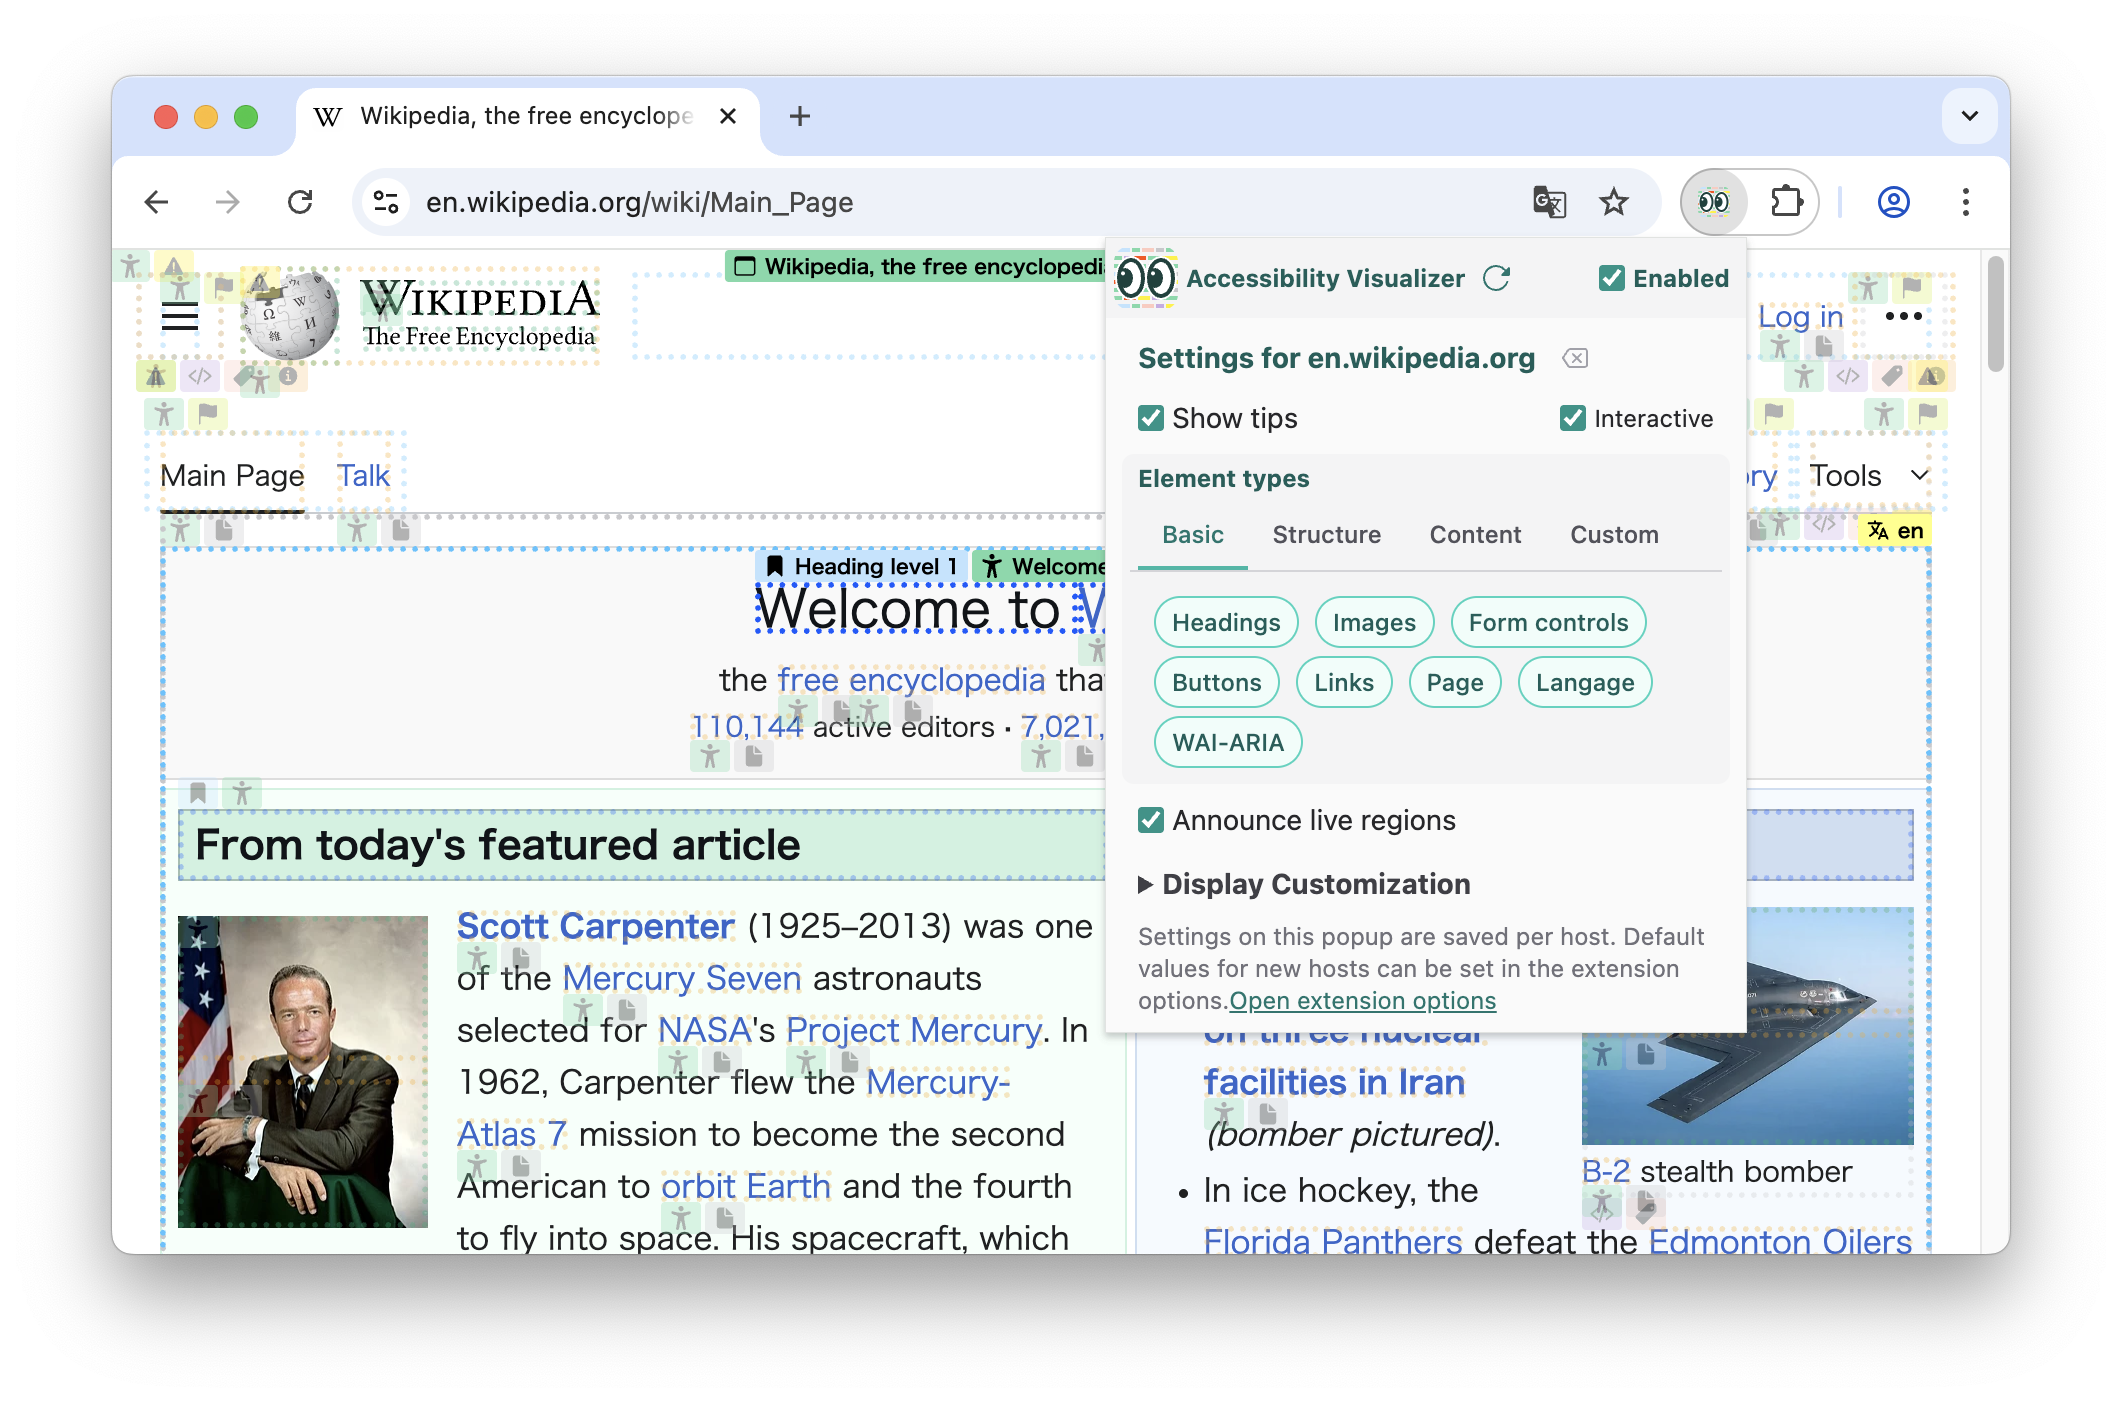 Wikipedia, the free encyclope
en.wikipedia.org/wiki/Main_Page
Wikipedia, the free encyclopedi
WIKIPEDIA
The Free Encyclopedia
Accessibility Visualizer
Enabled
Settings for en.wikipedia.org
Show tips
Interactive
Element types
Basic
Structure
Content
Custom
Headings
Images
Form controls
Buttons
Links
Page
Langage
WAI-ARIA
Announce live regions
Display Customization
Settings on this popup are saved per host. Default
values for new hosts can be set in the extension
options.Open extension options
Log in
Main Page
Talk
ory
Tools
en
Heading level 1
Welcome
Welcome to
the free encyclopedia tha
110,144 active editors · 7,021,
From today's featured article
Scott Carpenter (1925–2013) was one
of the Mercury Seven astronauts
selected for NASA's Project Mercury. In
1962, Carpenter flew the Mercury-
Atlas 7 mission to become the second
American to orbit Earth and the fourth
to fly into space. His spacecraft, which
on three nuclear
facilities in Iran
(bomber pictured).
B-2 stealth bomber
• In ice hockey, the
Florida Panthers defeat the Edmonton Oilers